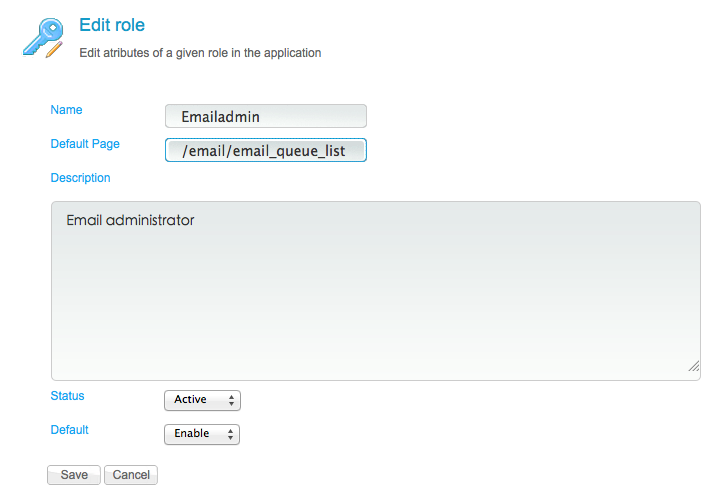 Edit role
Edit atributes of a given role in the application
Name
Emailadmin
Default Page
/email/email_queue_list
Description
Email administrator
Status
Active
Default
Enable
Save Cancel